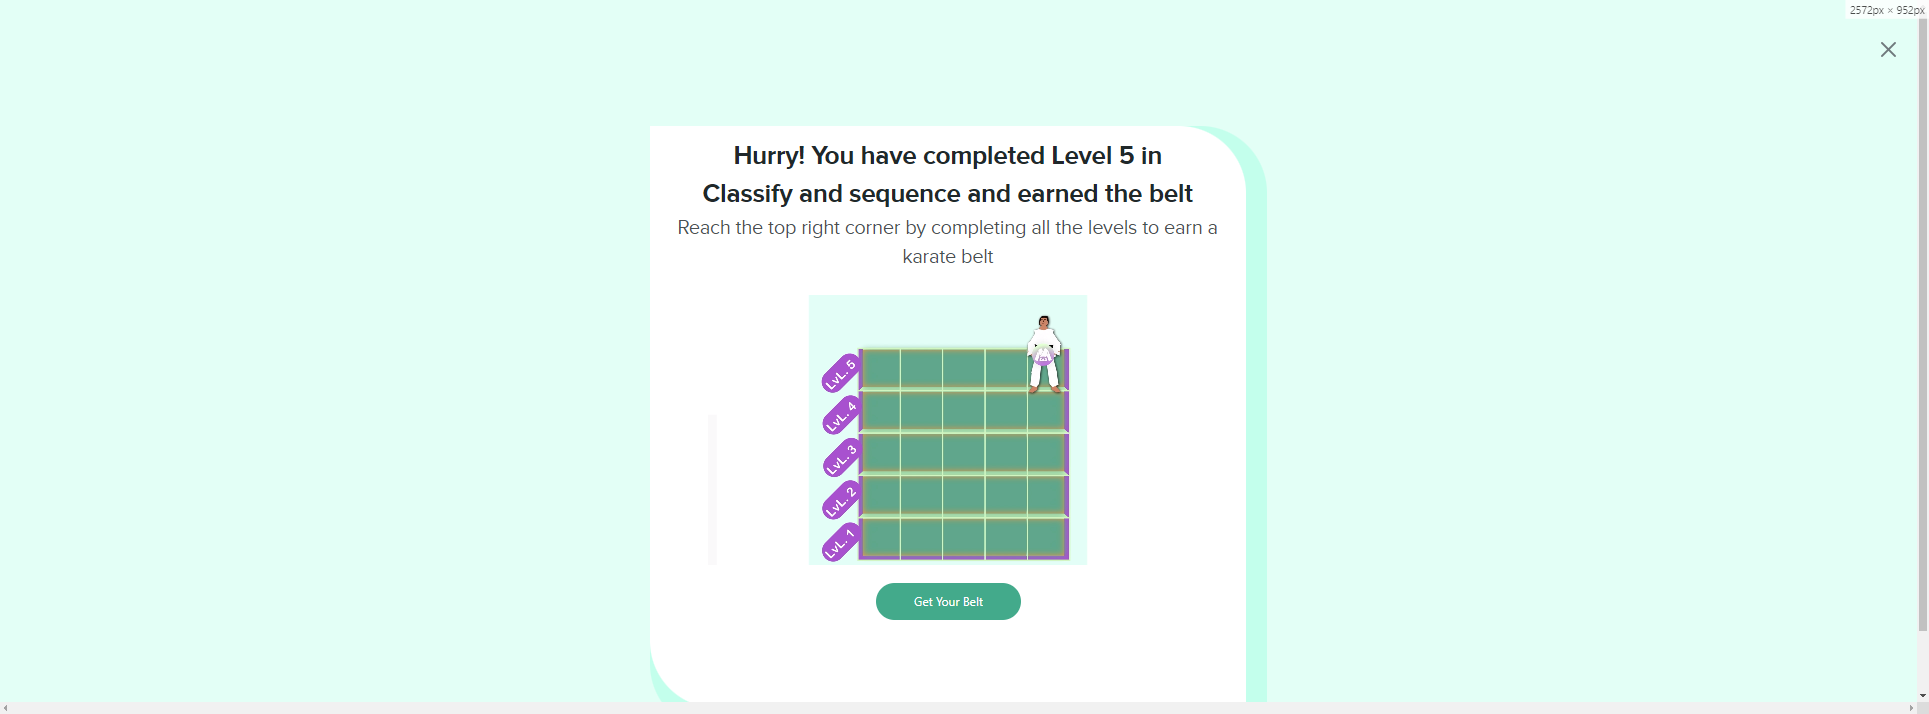 2572px × 952px
Hurry! You have completed Level 5 in
Classify and sequence and earned the belt
Reach the top right corner by completing all the levels to earn a
karate belt
LvL. 5
LvL. 4
LvL. 3
LvL. 2
LvL. 1
Get Your Belt